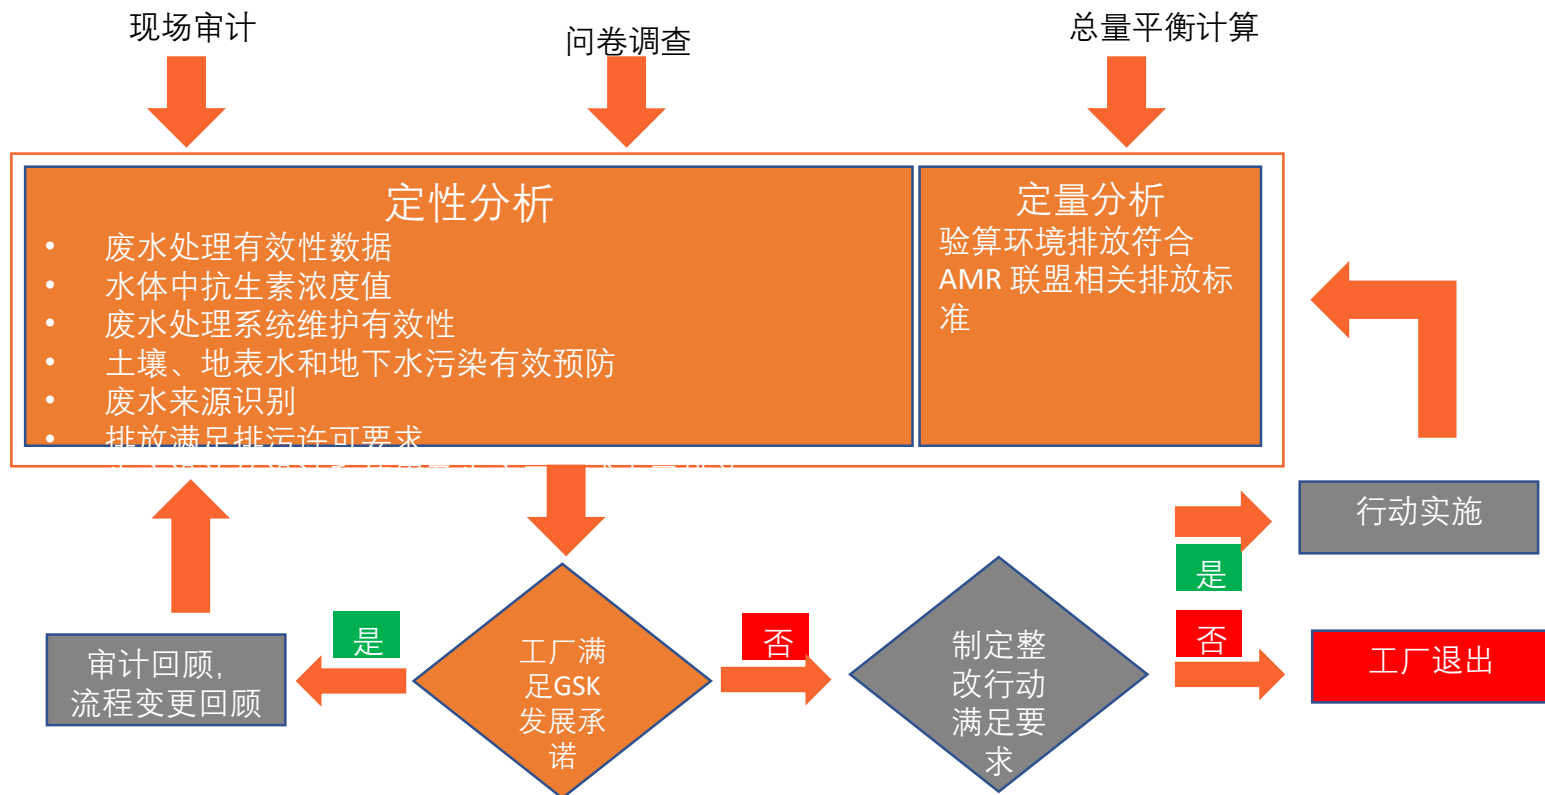 现场审计
问卷调查
总量平衡计算
定性分析
• 废水处理有效性数据
• 水体中抗生素浓度值
• 废水处理系统维护有效性
• 土壤、地表水和地下水污染有效预防
• 废水来源识别
• 排放满足排污许可要求
定量分析
验算环境排放符合
AMR 联盟相关排放标
准
行动实施
是
否
工厂退出
是
否
审计回顾,
流程变更回顾
工厂满
足GSK
发展承
诺
制定整
改行动
满足要
求